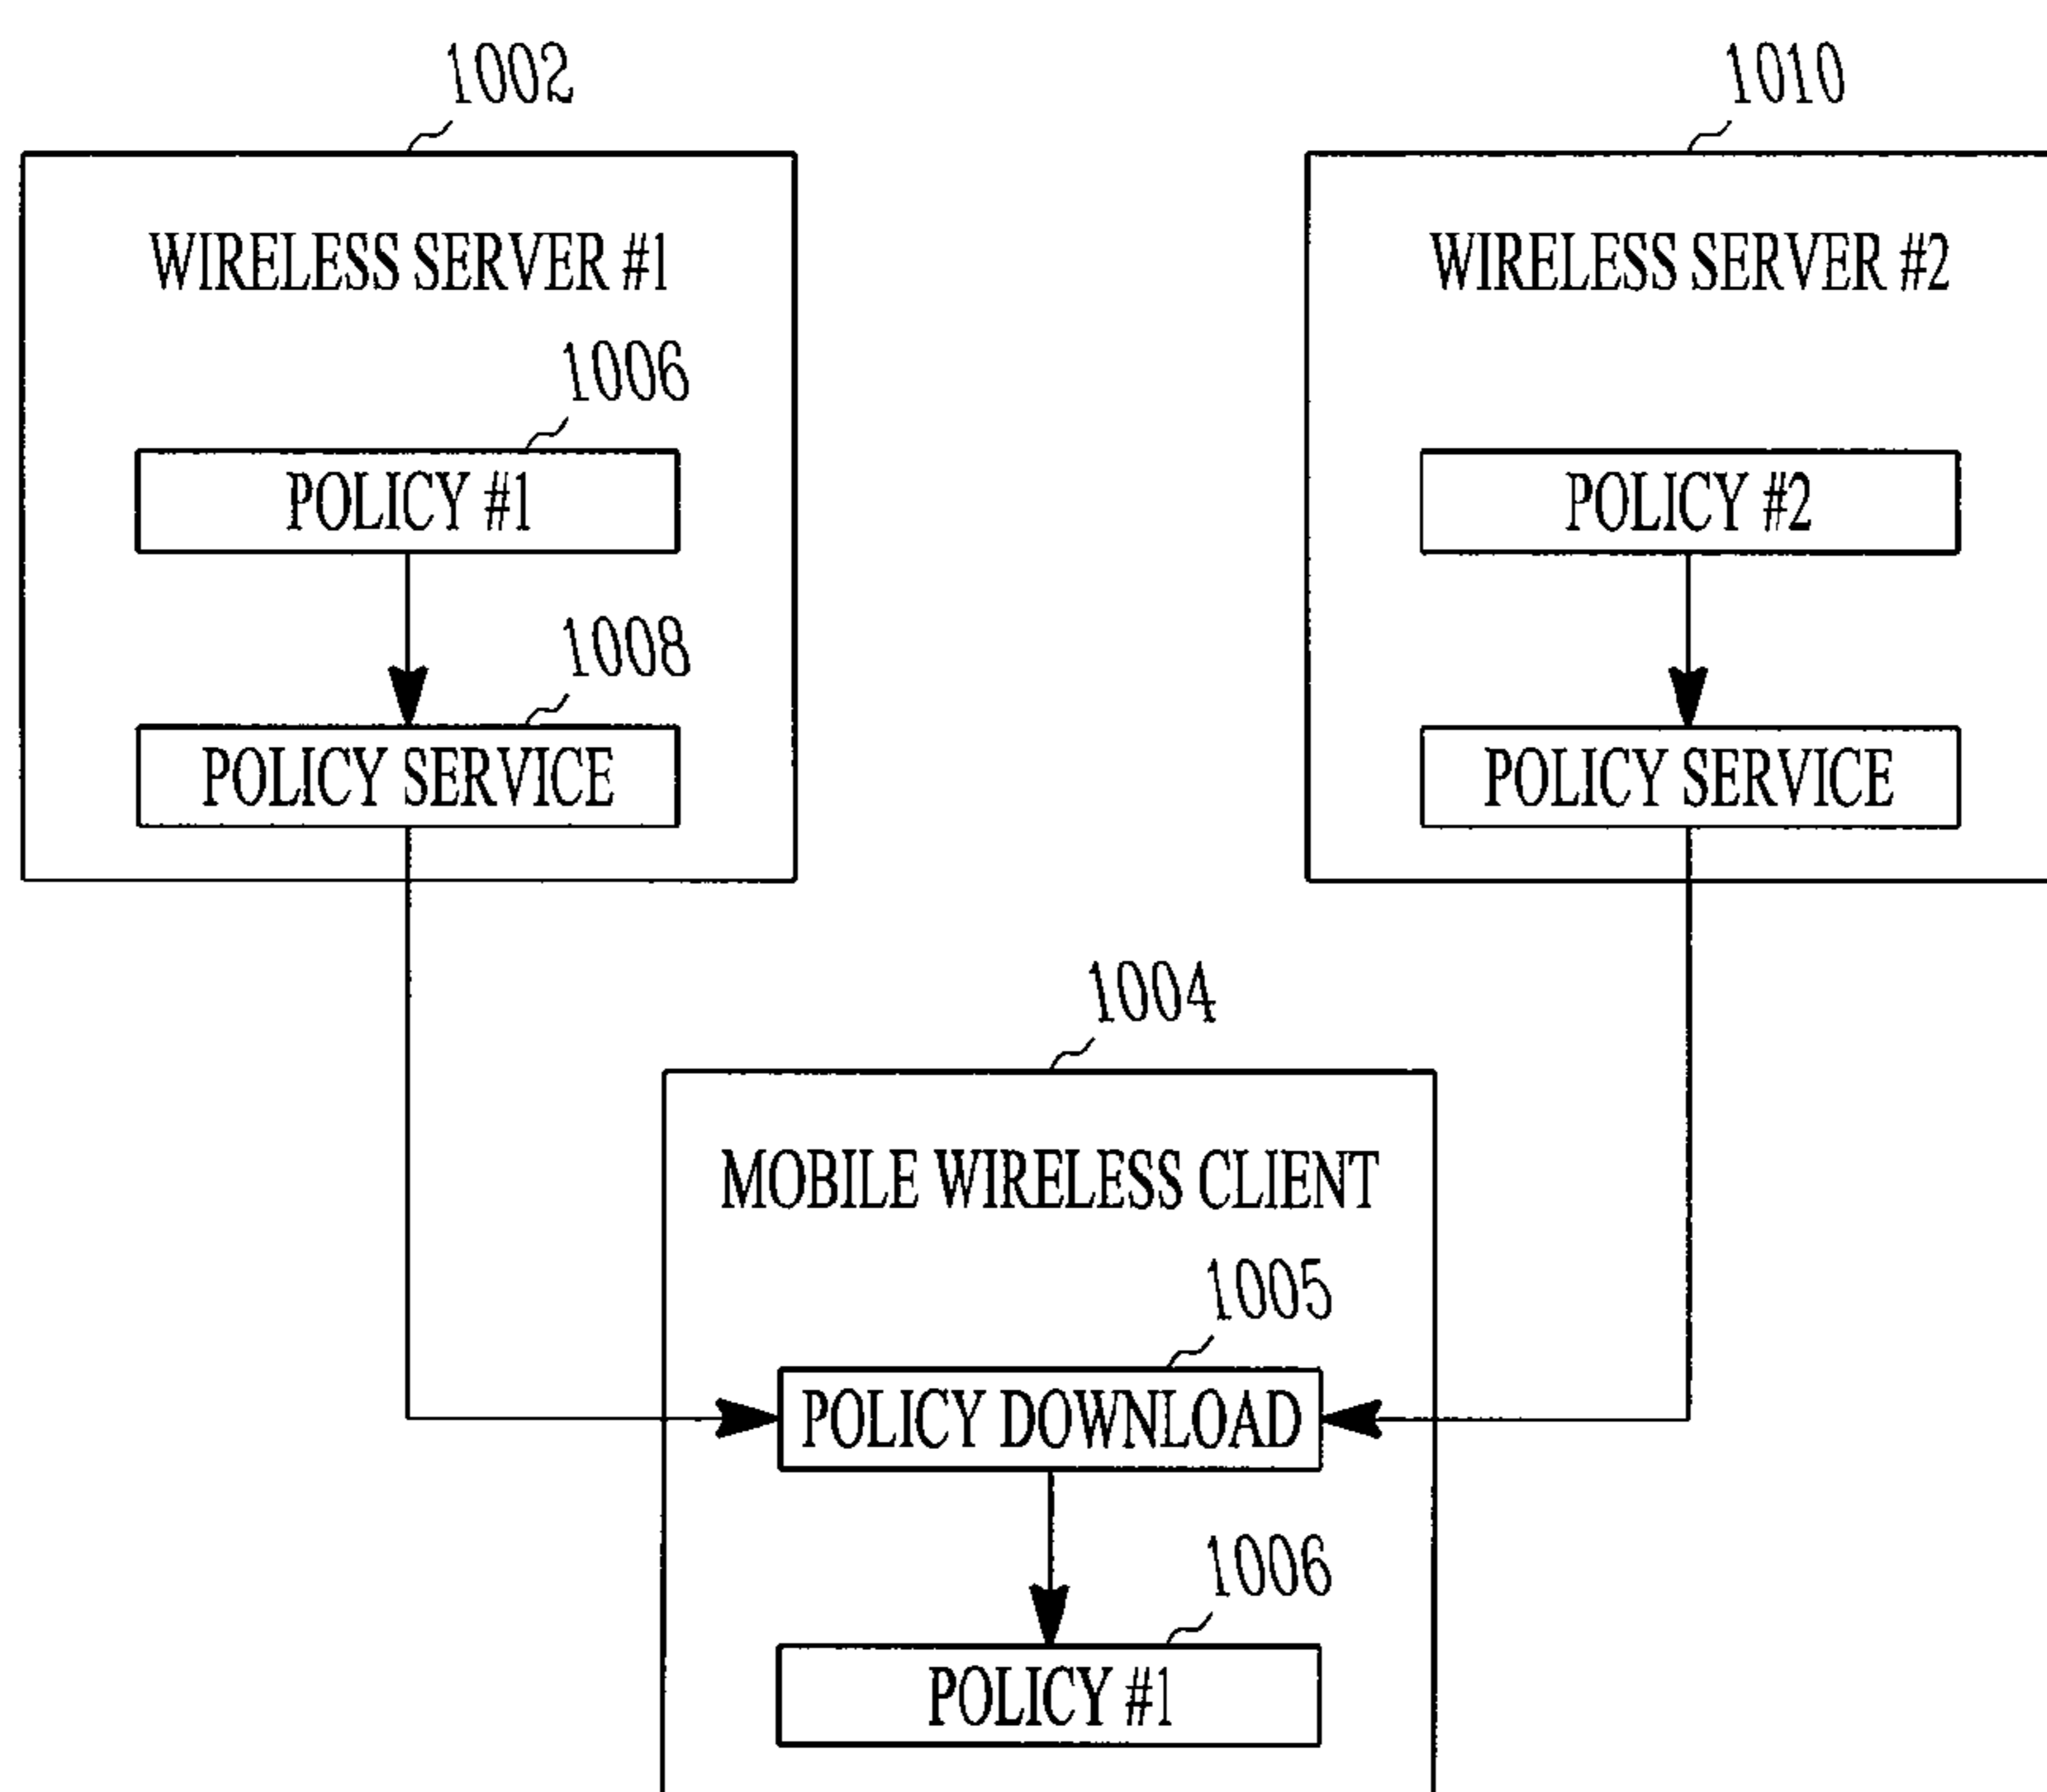 1002
WIRELESS SERVER #1
1006
POLICY #1
1008
POLICY SERVICE
1010
WIRELESS SERVER #2
POLICY #2
POLICY SERVICE
1004
MOBILE WIRELESS CLIENT
1005
POLICY DOWNLOAD
1006
POLICY #1